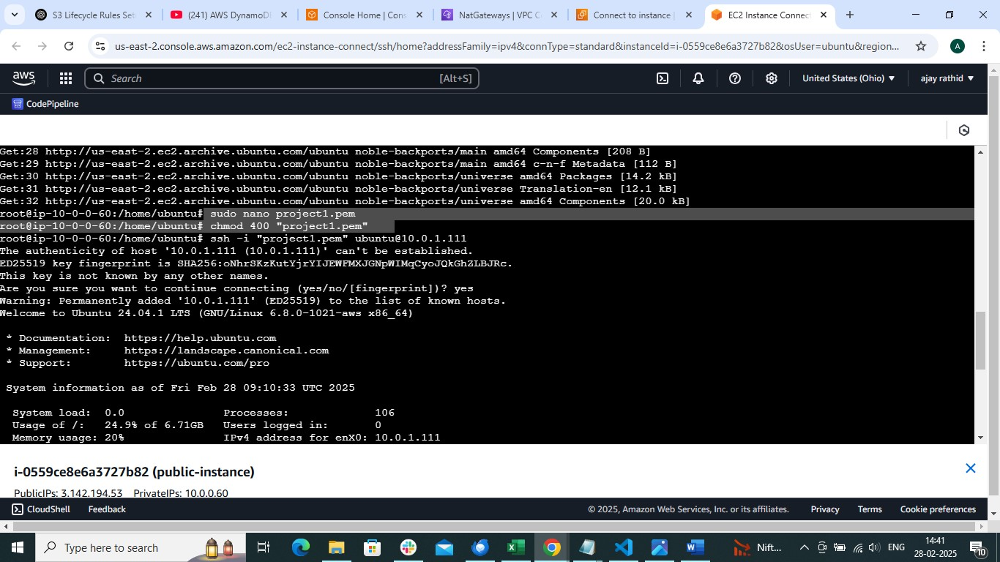 S3 Lifecycle Rules Set
(241) AWS DynamoD
Console Home | Con
NatGateways | VPC C
Connect to instance |
EC2 Instance Connect
us-east-2.console.aws.amazon.com/ec2-instance-connect/ssh/home?addressFamily=ipv4&connType=standard&instanceId=i-0559ce8e6a3727b82&osUser=ubuntu&region...
A
aws
Search
[Alt+S]
United States (Ohio)
ajay rathid
CodePipeline
Get:28 http://us-east-2.ec2.archive.ubuntu.com/ubuntu noble-backports/main amd64 Components [208 B]
Get:29 http://us-east-2.ec2.archive.ubuntu.com/ubuntu noble-backports/main amd64 c-n-f Metadata [112 B]
Get:30 http://us-east-2.ec2.archive.ubuntu.com/ubuntu noble-backports/universe amd64 Packages [14.2 kB]
Get:31 http://us-east-2.ec2.archive.ubuntu.com/ubuntu noble-backports/universe Translation-en [12.1 kB]
Get:32 http://us-east-2.ec2.archive.ubuntu.com/ubuntu noble-backports/universe amd64 Components [20.0 kB]
root@ip-10-0-0-60:/home/ubuntu# sudo nano project1.pem
root@ip-10-0-0-60:/home/ubuntu# chmod 400 "project1.pem"
root@ip-10-0-0-60:/home/ubuntu# ssh -i "project1.pem" ubuntu@10.0.1.111
The authenticity of host '10.0.1.111 (10.0.1.111)' can't be established.
ED25519 key fingerprint is SHA256:oNhrSKzKutYjrYIJEWFMXJGNpWIMqCyoJQkGhZLBJRc.
This key is not known by any other names.
Are you sure you want to continue connecting (yes/no/[fingerprint])? yes
Warning: Permanently added '10.0.1.111' (ED25519) to the list of known hosts.
Welcome to Ubuntu 24.04.1 LTS (GNU/Linux 6.8.0-1021-aws x86_64)
* Documentation: https://help.ubuntu.com
* Management: https://landscape.canonical.com
* Support: https://ubuntu.com/pro
System information as of Fri Feb 28 09:10:33 UTC 2025
System load: 0.0 Processes: 106
Usage of /: 24.9% of 6.71GB Users logged in: 0
Memory usage: 20% IPv4 address for enX0: 10.0.1.111
i-0559ce8e6a3727b82 (public-instance)
PublicIPs: 3.142.194.53 PrivateIPs: 10.0.0.60
CloudShell
Feedback
© 2025, Amazon Web Services, Inc. or its affiliates.
Privacy
Terms
Cookie preferences
Type here to search
Nift...
ENG
14:41
28-02-2025
10